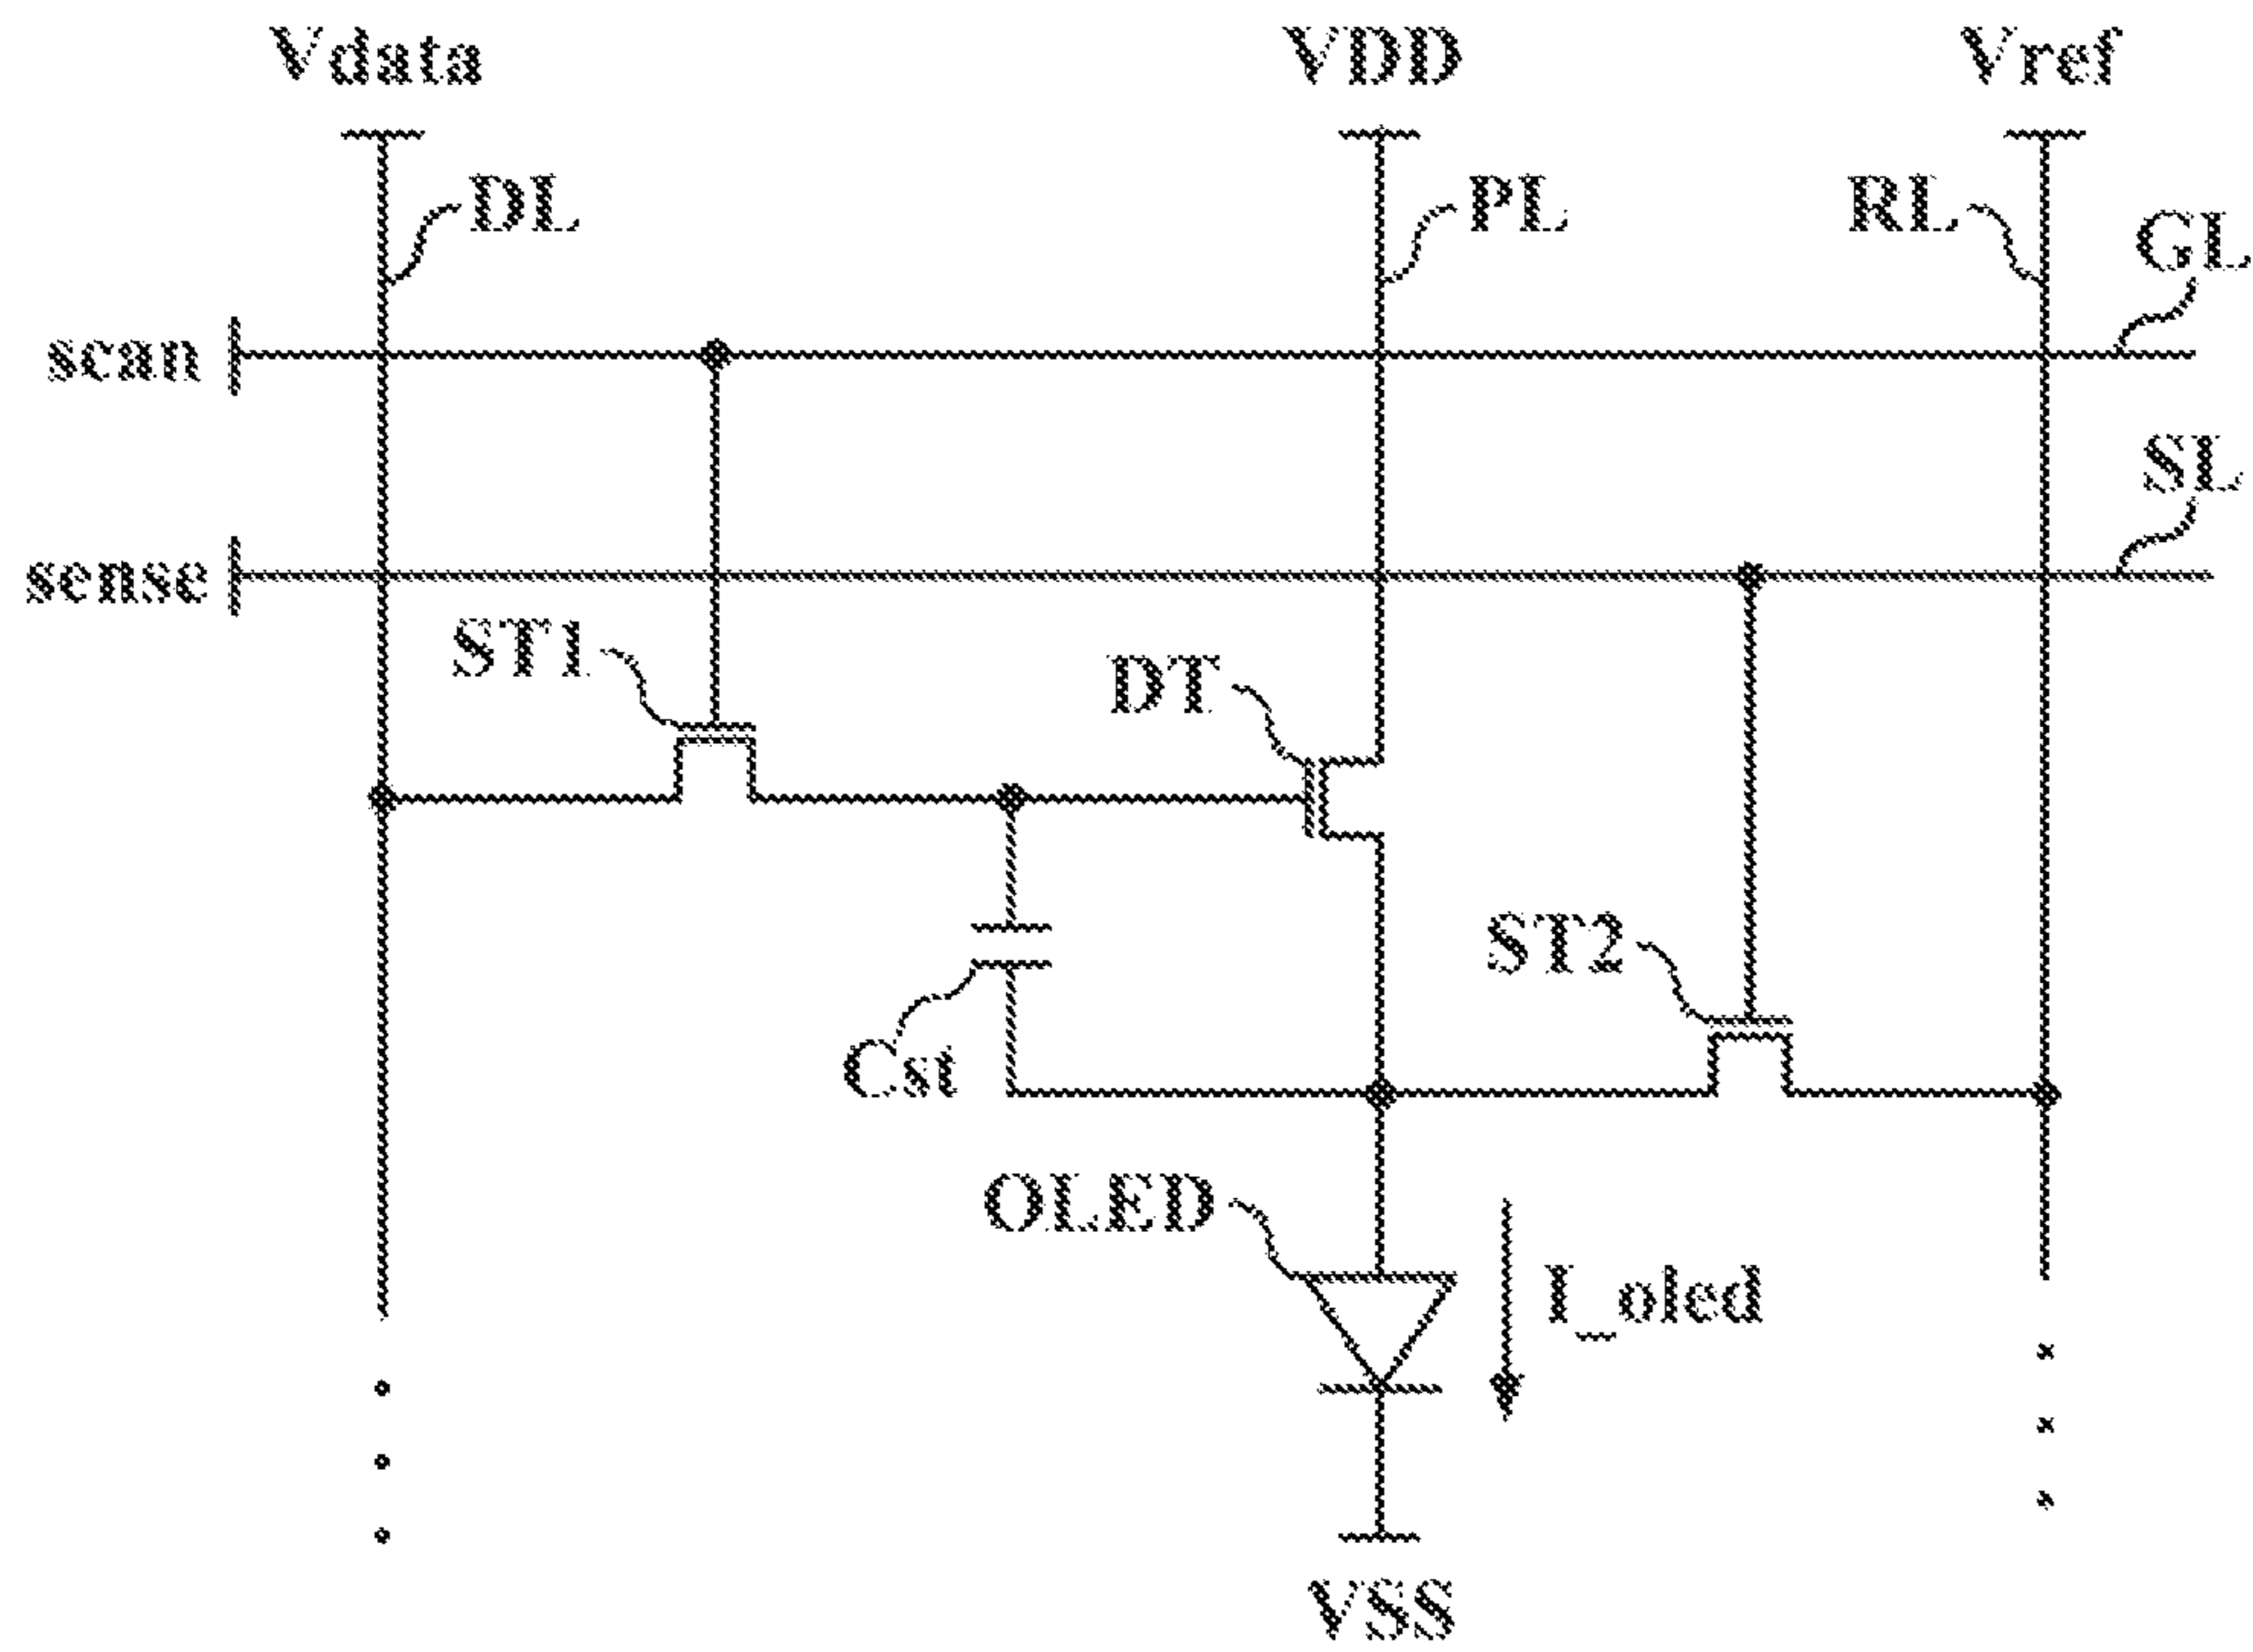 Vdata
VDD
Vref
DL
PL
RL
GL
scan
SL
sense
ST1
DT
ST2
Cst
OLED
I_oled
VSS